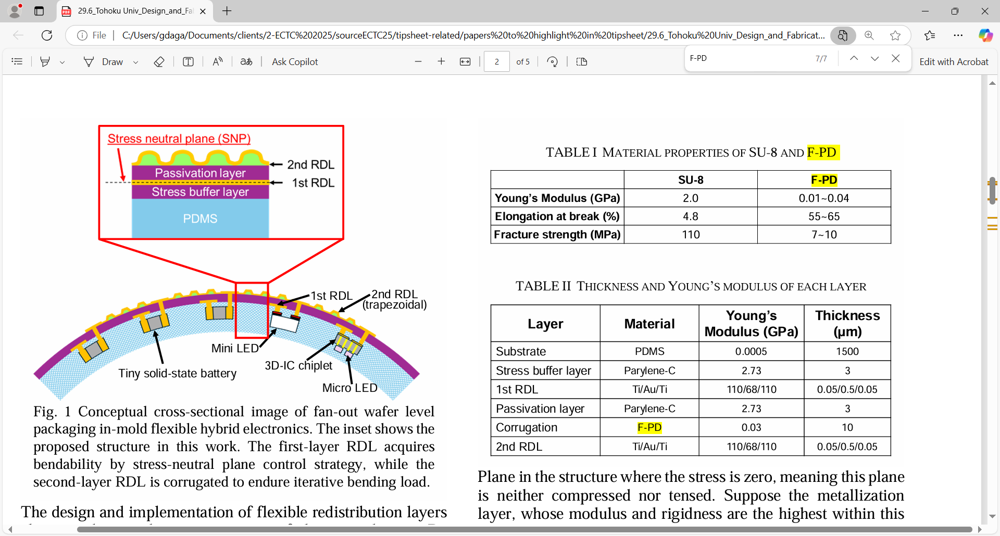 29.6_Tohoku Univ_Design_and_Fa
File
C:/Users/gdaga/Documents/clients/2-ECTC%202025/sourceECTC25/tipsheet-related/papers%20to%20highlight%20in%20tipsheet/29.6_Tohoku%20Univ_Design_and_Fabricat...
Draw
T
A
aあ
Ask Copilot
2
of 5
F-PD
7/7
Edit with Acrobat
Stress neutral plane (SNP)
2nd RDL
Passivation layer
1st RDL
Stress buffer layer
PDMS
1st RDL
2nd RDL
(trapezoidal)
Mini LED
3D-IC chiplet
Tiny solid-state battery
Micro LED
Fig. 1 Conceptual cross-sectional image of fan-out wafer level
packaging in-mold flexible hybrid electronics. The inset shows the
proposed structure in this work. The first-layer RDL acquires
bendability by stress-neutral plane control strategy, while the
second-layer RDL is corrugated to endure iterative bending load.
The design and implementation of flexible redistribution layers
TABLE I MATERIAL PROPERTIES OF SU-8 AND F-PD
SU-8 F-PD
Young's Modulus (GPa) 2.0 0.01~0.04
Elongation at break (%) 4.8 55~65
Fracture strength (MPa) 110 7~10
TABLE II THICKNESS AND YOUNG'S MODULUS OF EACH LAYER
Layer Material Young's Modulus (GPa) Thickness (μm)
Substrate PDMS 0.0005 1500
Stress buffer layer Parylene-C 2.73 3
1st RDL Ti/Au/Ti 110/68/110 0.05/0.5/0.05
Passivation layer Parylene-C 2.73 3
Corrugation F-PD 0.03 10
2nd RDL Ti/Au/Ti 110/68/110 0.05/0.5/0.05
Plane in the structure where the stress is zero, meaning this plane
is neither compressed nor tensed. Suppose the metallization
layer, whose modulus and rigidness are the highest within this